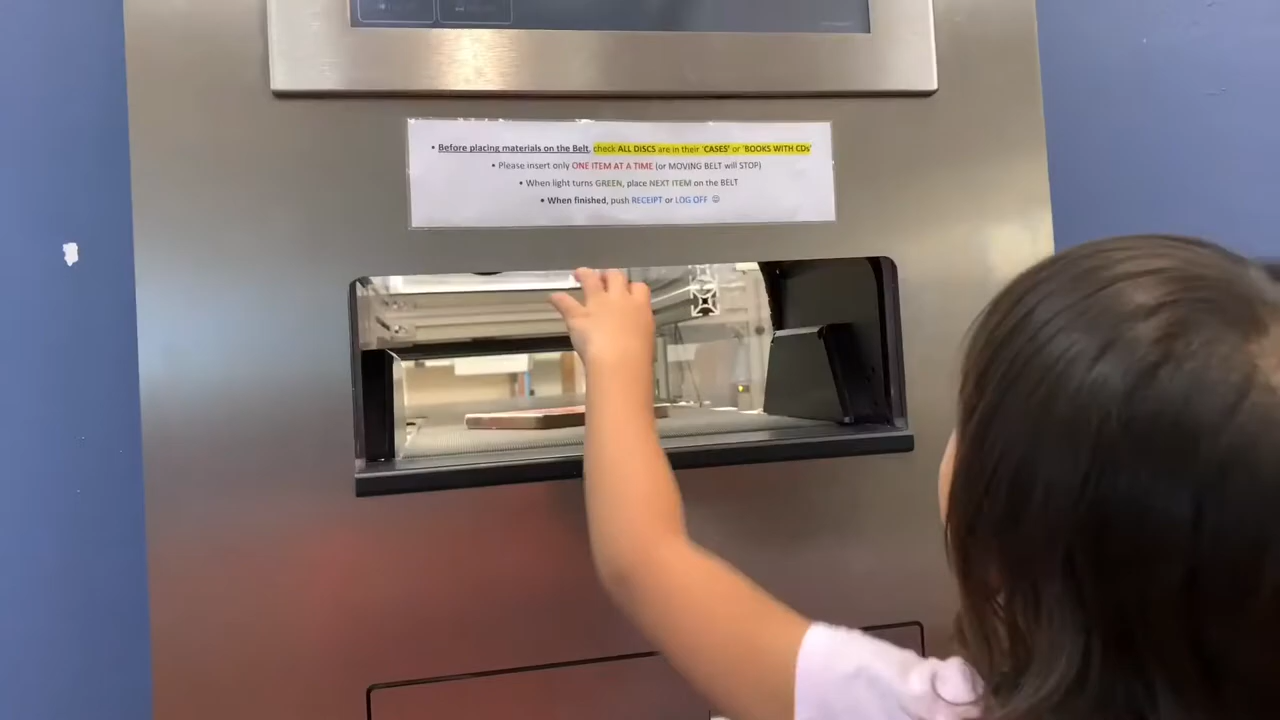 • Before placing materials on the Belt, check ALL DISCS are in their 'CASES' or 'BOOKS WITH CDs'
• Please insert only ONE ITEM AT A TIME (or MOVING BELT will STOP)
• When light turns GREEN, place NEXT ITEM on the BELT
• When finished, push RECEIPT or LOG OFF ☺